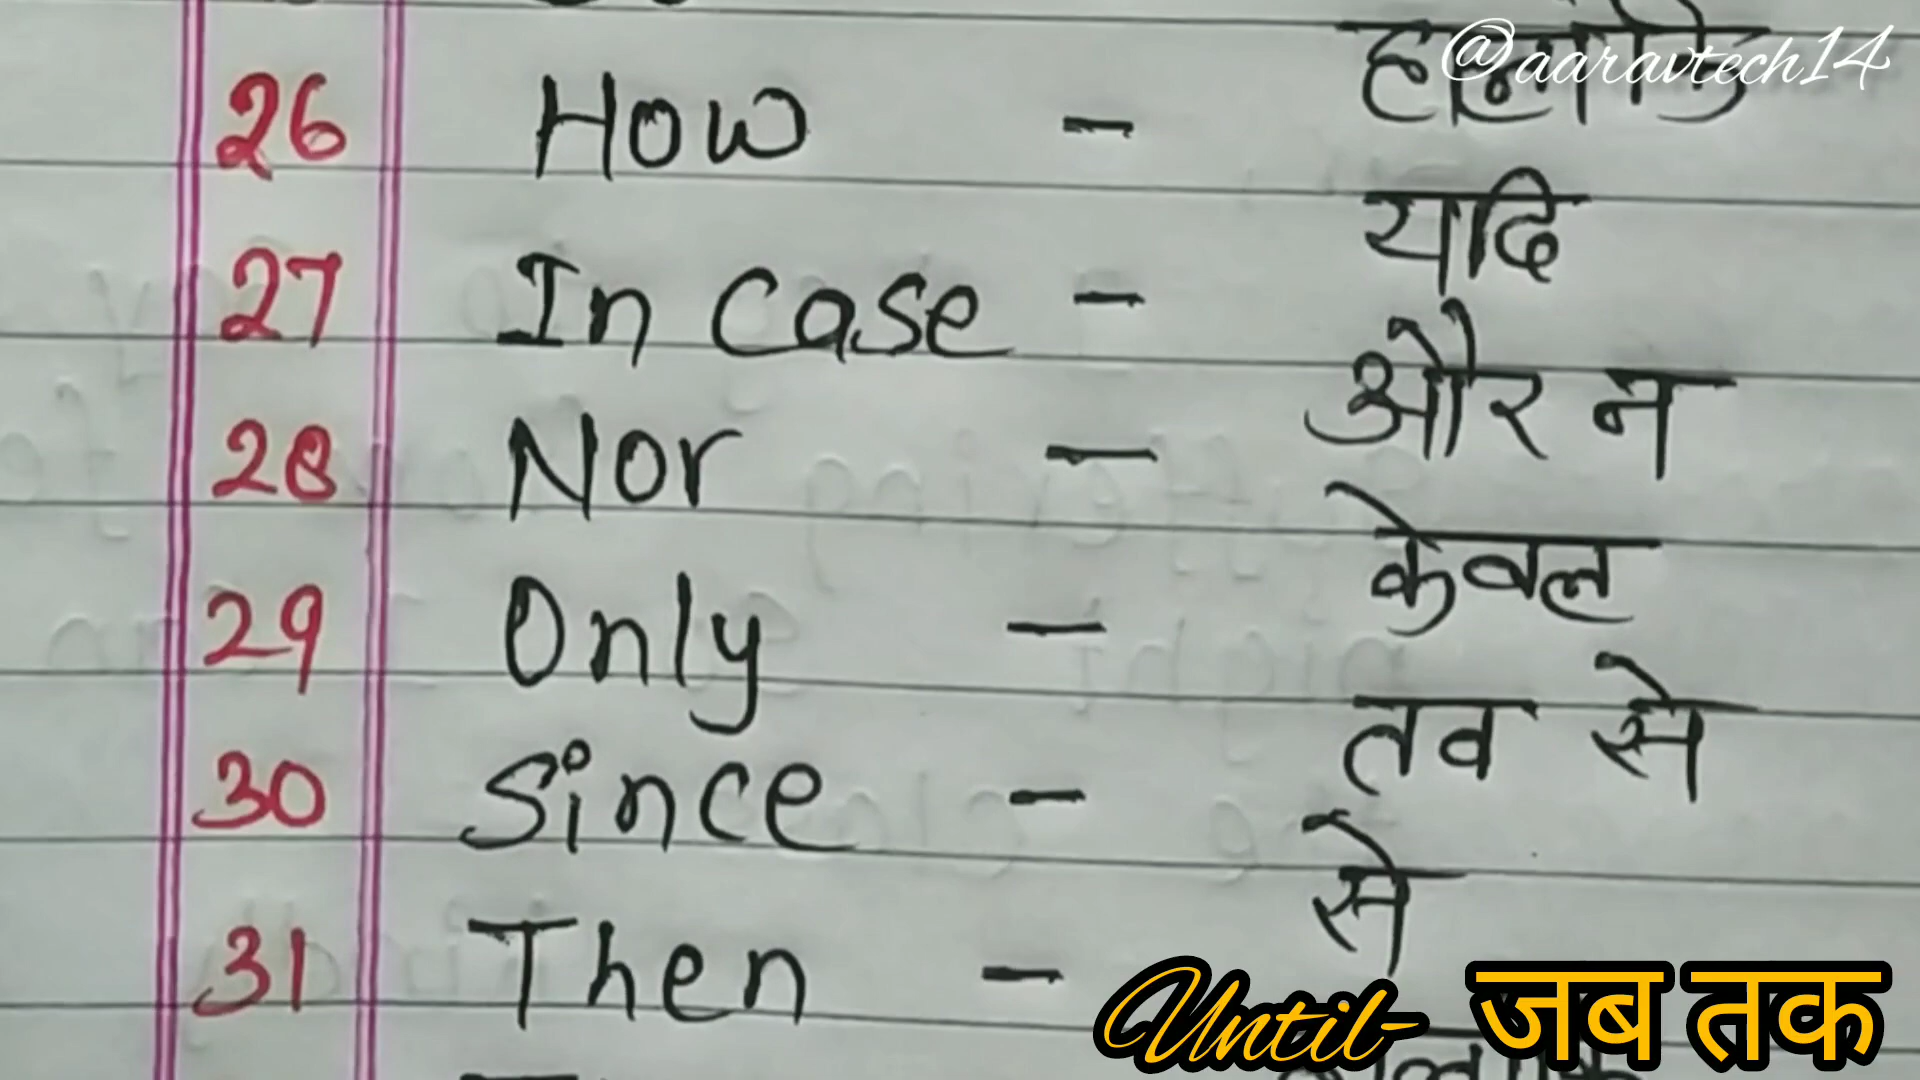 @aaravtech14
हालांकि
26 How -
यदि
27 In case -
और न
28 Nor -
केवल
29 Only -
तव से
30 Since -
से
31 Then -
Until- जब तक